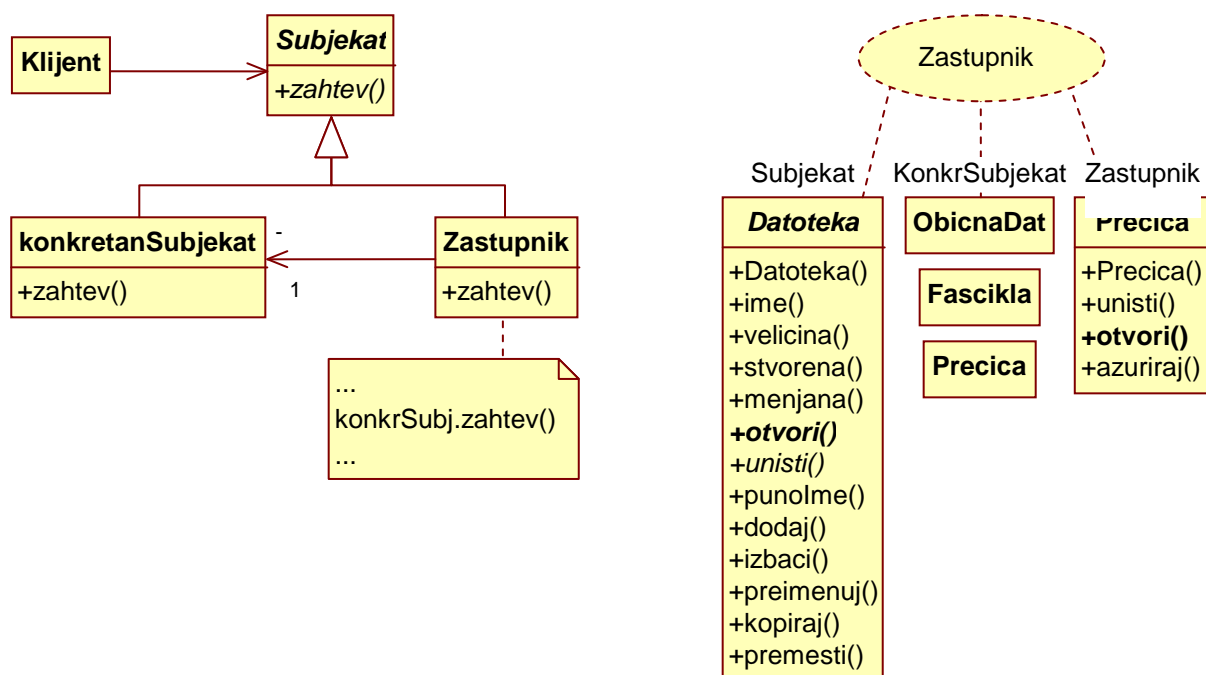 Klijent
Subjekat
+zahtev()
konkretanSubjekat
+zahtev()
-
1
Zastupnik
+zahtev()
...
konkrSubj.zahtev()
...
Zastupnik
Subjekat
KonkrSubjekat
Zastupnik
Datoteka
+Datoteka()
+ime()
+velicina()
+stvorena()
+menjana()
+otvori()
+unisti()
+punoIme()
+dodaj()
+izbaci()
+preimenuj()
+kopiraj()
+premesti()
ObicnaDat
Fascikla
Precica
Precica
+Precica()
+unisti()
+otvori()
+azuriraj()